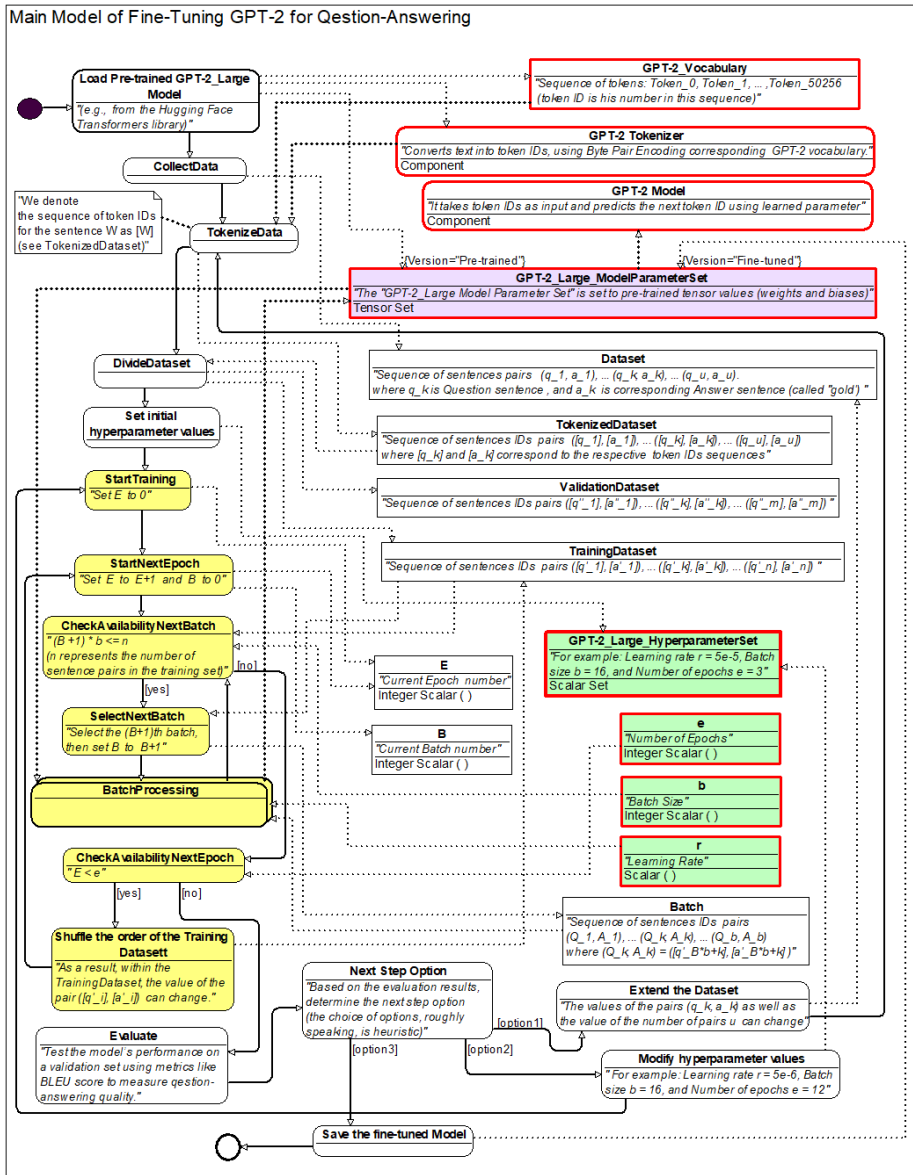 Main Model of Fine-Tuning GPT-2 for Qestion-Answering
Load Pre-trained GPT-2_Large
Model
"(e.g., from the Hugging Face
Transformers library)"
GPT-2_Vocabulary
"Sequence of tokens: Token_0, Token_1, ... ,Token_50256
(token ID is his number in this sequence)"
GPT-2 Tokenizer
"Converts text into token IDs, using Byte Pair Encoding corresponding GPT-2 vocabulary."
Component
CollectData
GPT-2 Model
"It takes token IDs as input and predicts the next token ID using learned parameter"
Component
"We denote
the sequence of token IDs
for the sentence W as [W]
(see TokenizedDataset)"
TokenizeData
{Version="Pre-trained"}
{Version="Fine-tuned"}
GPT-2_Large_ModelParameterSet
"The "GPT-2_Large Model Parameter Set" is set to pre-trained tensor values (weights and biases)"
Tensor Set
DivideDataset
Dataset
"Sequence of sentences pairs (q_1, a_1), ... (q_k, a_k), ... (q_u, a_u).
where q_k is Question sentence , and a_k is corresponding Answer sentence (called "gold') "
Set initial
hyperparameter values
TokenizedDataset
"Sequence of sentences IDs pairs ([q_1], [a_1]), ... ([q_k], [a_k]), ... ([q_u], [a_u])
where [q_k] and [a_k] correspond to the respective token IDs sequences"
StartTraining
"Set E to 0"
ValidationDataset
"Sequence of sentences IDs pairs ([q''_1], [a''_1]), ... ([q''_k], [a''_k]), ... ([q''_m], [a''_m]) "
StartNextEpoch
"Set E to E+1 and B to 0"
TrainingDataset
"Sequence of sentences IDs pairs ([q'_1], [a'_1]), ... ([q'_k], [a'_k]), ... ([q'_n], [a'_n]) "
CheckAvailabilityNextBatch
"(B +1) * b <= n
(n represents the number of
sentence pairs in the training set)"
[no]
[yes]
GPT-2_Large_HyperparameterSet
"For example: Learning rate r = 5e-5, Batch
size b = 16, and Number of epochs e = 3"
Scalar Set
E
"Current Epoch number"
Integer Scalar ( )
SelectNextBatch
"Select the (B+1)th batch,
then set B to B+1"
B
"Current Batch number"
Integer Scalar ( )
e
"Number of Epochs"
Integer Scalar ( )
BatchProcessing
b
"Batch Size"
Integer Scalar ( )
r
"Learning Rate"
Scalar ( )
CheckAvailabilityNextEpoch
"E < e"
[yes]
[no]
Batch
"Sequence of sentences IDs pairs
(Q_1, A_1), ... (Q_k, A_k), ... (Q_b, A_b)
where (Q_k, A_k) = ([q'_B*b+k], [a'_B*b+k] )"
Shuffle the order of the Training
Datasett
"As a result, within the
TrainingDataset, the value of the
pair ([q'_i], [a'_i]) can change."
Next Step Option
"Based on the evaluation results,
determine the next step option
(the choice of options, roughly
speaking, is heuristic)"
[option1]
[option2]
[option3]
Extend the Dataset
"The values of the pairs (q_k, a_k) as well as
the value of the number of pairs u can change"
Evaluate
"Test the model's performance on
a validation set using metrics like
BLEU score to measure qestion-
answering quality."
Modify hyperparameter values
" For example: Learning rate r = 5e-6, Batch
size b = 16, and Number of epochs e = 12"
Save the fine-tuned Model